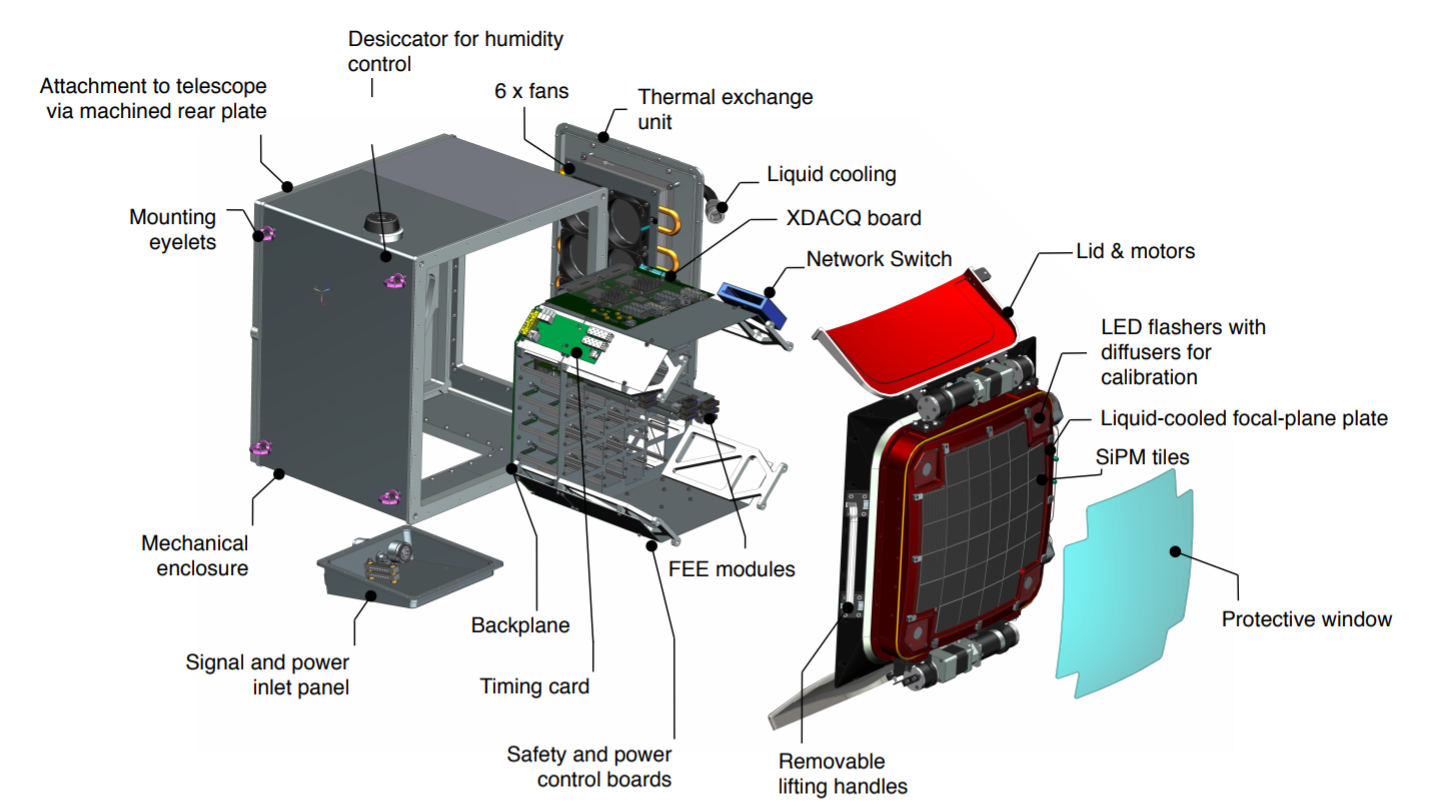 Desiccator for humidity
control
Attachment to telescope
via machined rear plate
6 x fans
Thermal exchange
unit
Liquid cooling
Mounting
eyelets
XDACQ board
Network Switch
Lid & motors
LED flashers with
diffusers for
calibration
Liquid-cooled focal-plane plate
SiPM tiles
Mechanical
enclosure
FEE modules
Backplane
Protective window
Signal and power
inlet panel
Timing card
Safety and power
control boards
Removable
lifting handles